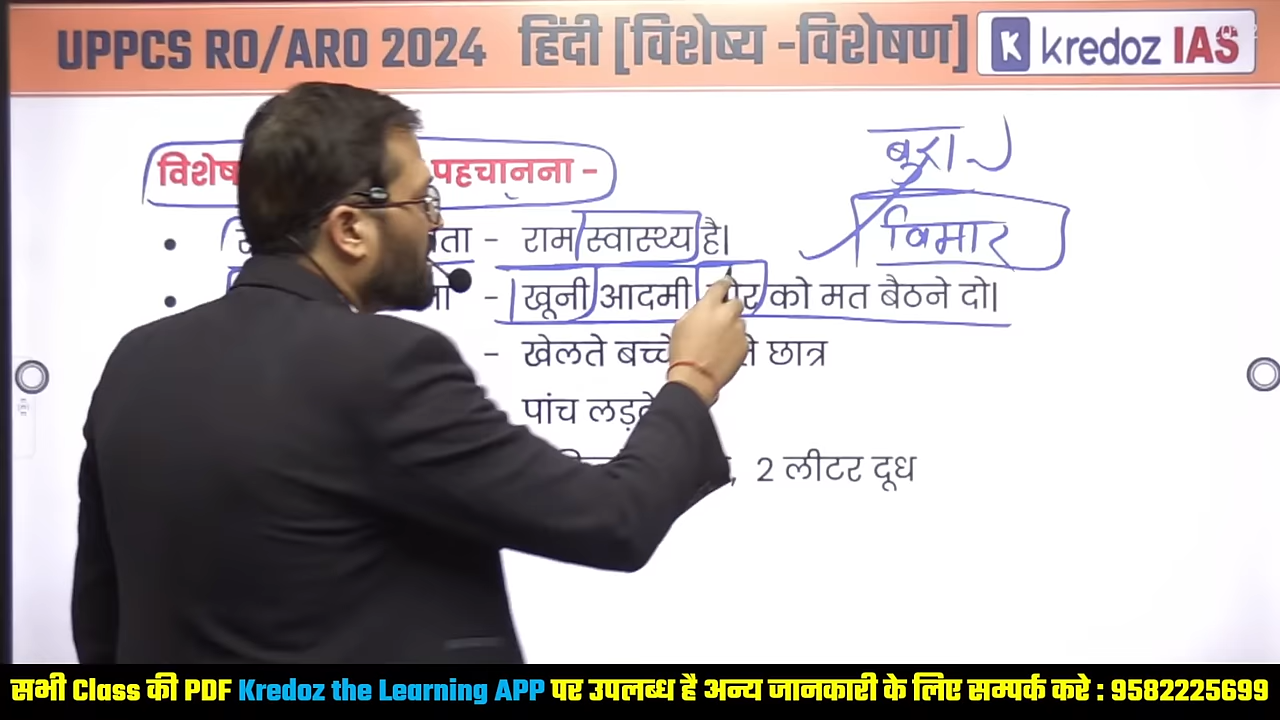 UPPCS RO/ARO 2024 हिंदी [विशेष्य -विशेषण]
K kredoz IAS
पहचानना -
बुरा
विमार
- राम स्वास्थ्य है।
- खूनी आदमी को मत बैठने दो।
- खेलते बच्चे छात्र
पांच
2 लीटर दूध
सभी Class की PDF Kredoz the Learning APP पर उपलब्ध है अन्य जानकारी के लिए सम्पर्क करे : 9582225699